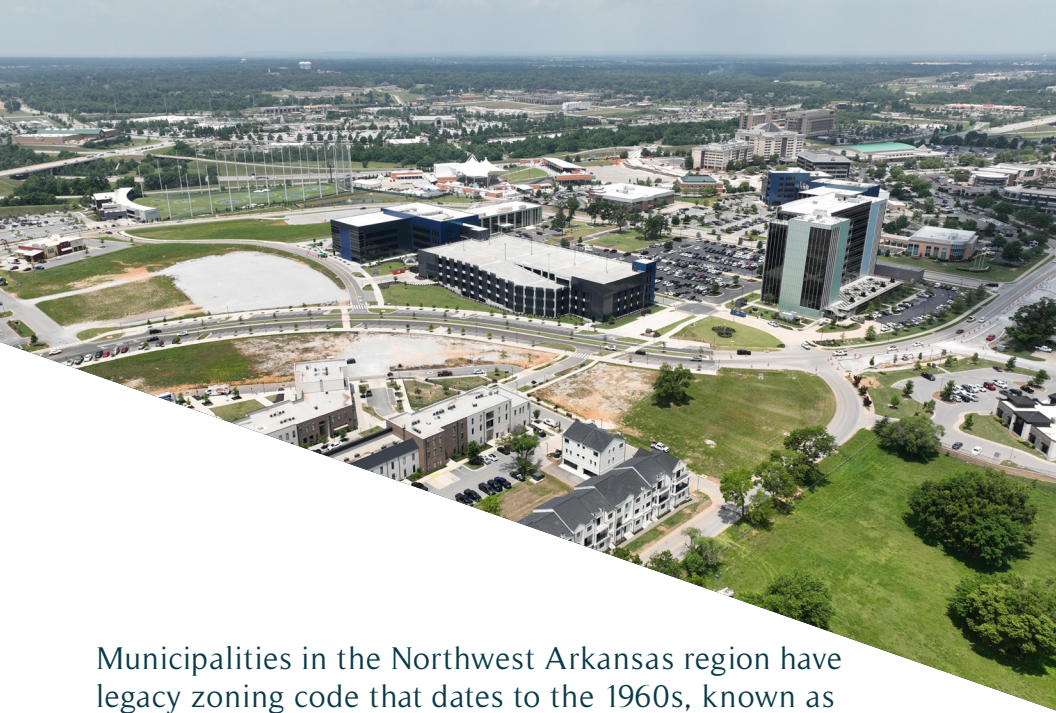 Municipalities in the Northwest Arkansas region have
legacy zoning code that dates to the 1960s, known as